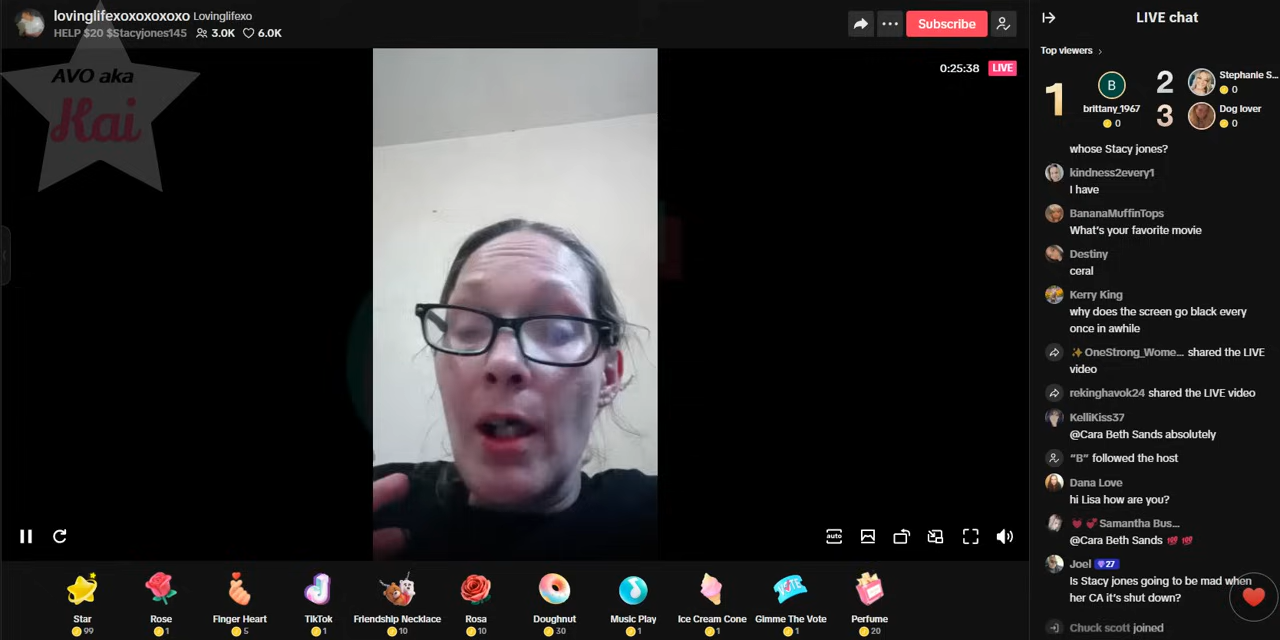 lovinglifexoxoxoxoxo Lovinglifexo
HELP $20 $Stacyjones145 3.0K 6.0K
Subscribe
AVO aka
Kai
0:25:38 LIVE
auto
Star
99
Rose
1
Finger Heart
5
TikTok
1
Friendship Necklace
10
Rosa
10
Doughnut
30
Music Play
1
Ice Cream Cone
1
Gimme The Vote
1
Perfume
20
LIVE chat
Top viewers
1
B
brittany_1967
0
2
Stephanie S...
0
3
Dog lover
0
whose Stacy jones?
kindness2every1
I have
BananaMuffinTops
What's your favorite movie
Destiny
ceral
Kerry King
why does the screen go black every
once in awhile
✨OneStrong_Wome... shared the LIVE
video
rekinghavok24 shared the LIVE video
KelliKiss37
@Cara Beth Sands absolutely
“B” followed the host
Dana Love
hi Lisa how are you?
💗 💕 Samantha Bus...
@Cara Beth Sands 💯 💯
Joel 27
Is Stacy jones going to be mad when
her CA it's shut down?
Chuck scott joined